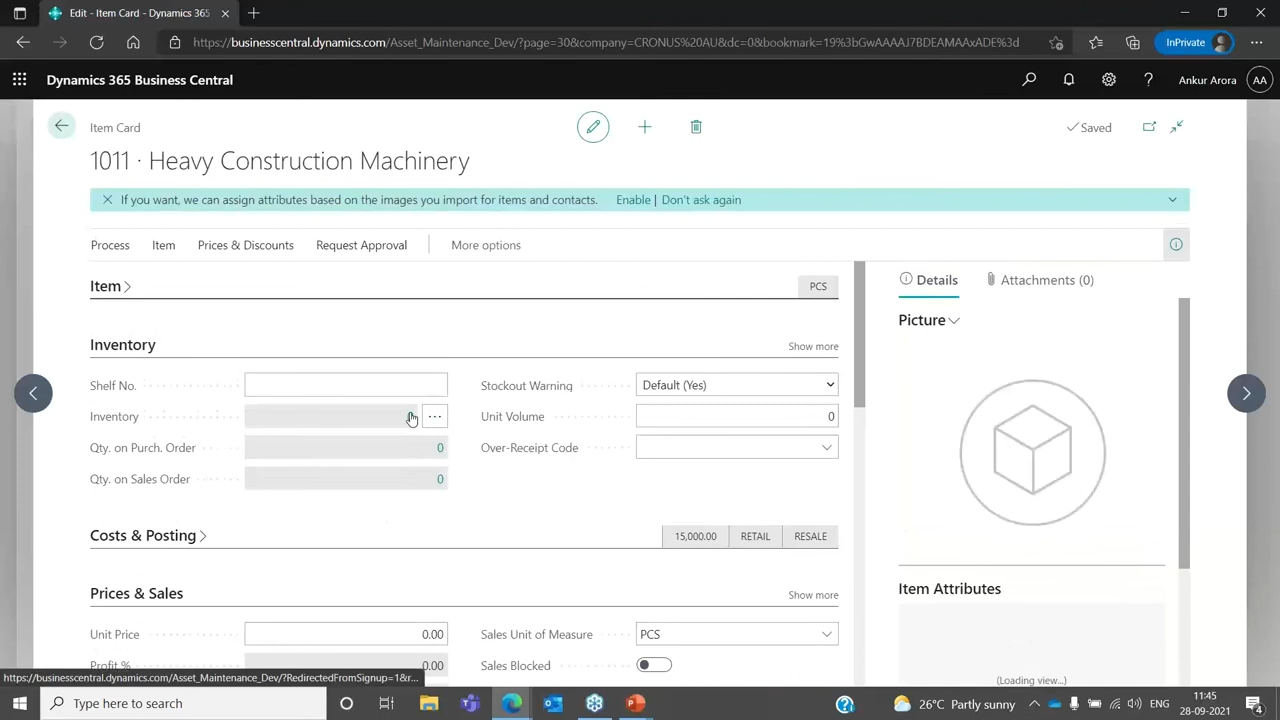 Edit - Item Card - Dynamics 365
https://businesscentral.dynamics.com/Asset_Maintenance_Dev/?page=30&company=CRONUS%20AU&dc=0&bookmark=19%3bGwAAAAJ7BDEAMAAxADE%3d
InPrivate
Dynamics 365 Business Central
Ankur Arora
AA
Item Card
Saved
1011 · Heavy Construction Machinery
If you want, we can assign attributes based on the images you import for items and contacts. Enable | Don't ask again
Process Item Prices & Discounts Request Approval More options
Item PCS
Details Attachments (0)
Picture
Inventory Show more
Shelf No. Stockout Warning Default (Yes)
Inventory Unit Volume 0
Qty. on Purch. Order 0 Over-Receipt Code
Qty. on Sales Order 0
Costs & Posting 15,000.00 RETAIL RESALE
Item Attributes
Prices & Sales Show more
Unit Price 0.00 Sales Unit of Measure PCS
Profit % 0.00 Sales Blocked
(Loading view...)
https://businesscentral.dynamics.com/Asset_Maintenance_Dev/?RedirectedFromSignup=1&r...
Type here to search
26°C Partly sunny
ENG
11:45
28-09-2021
4